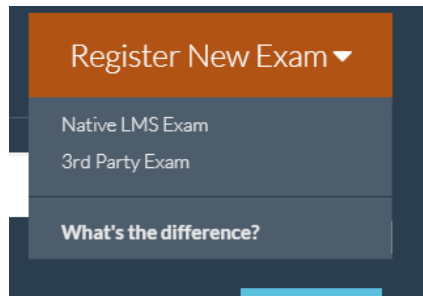 Register New Exam
Native LMS Exam
3rd Party Exam
What's the difference?